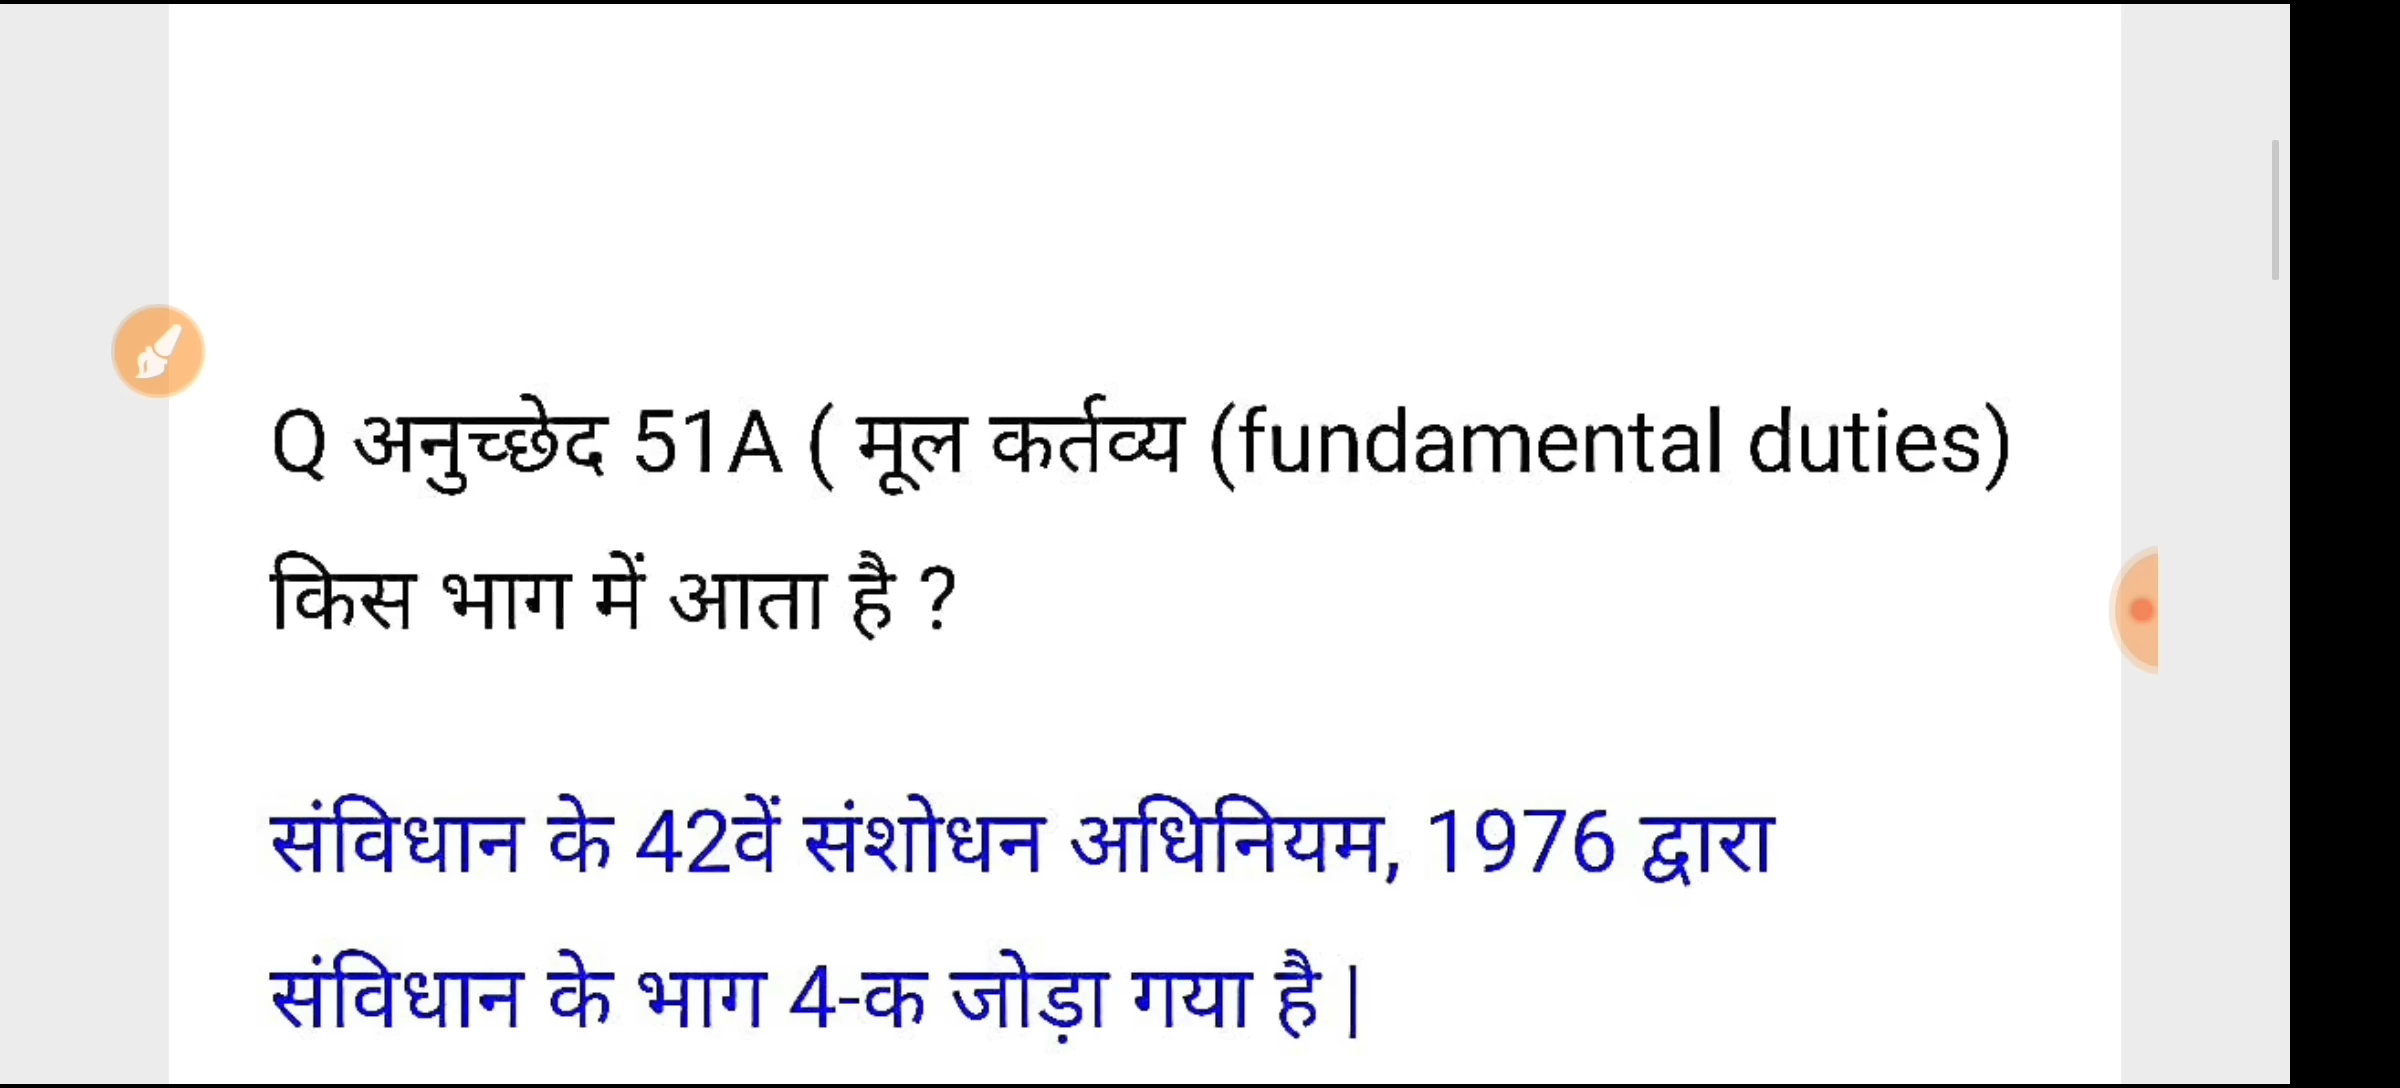 Q अनुच्छेद 51A ( मूल कर्तव्य (fundamental duties)
किस भाग में आता है ?
संविधान के 42वें संशोधन अधिनियम, 1976 द्वारा
संविधान के भाग 4-क जोड़ा गया है |